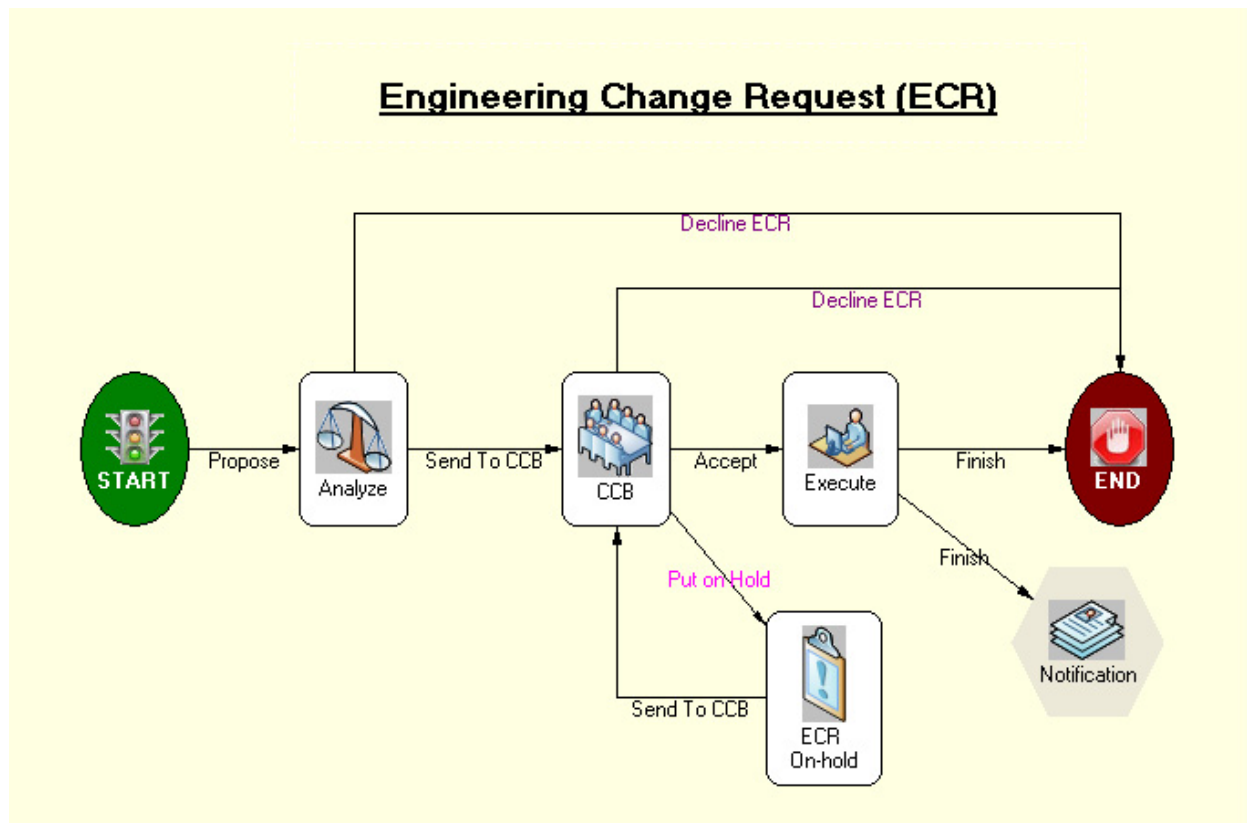 Engineering Change Request (ECR)
Decline ECR
Decline ECR
START
Propose
Analyze
Send To CCB
CCB
Accept
Execute
Finish
END
Put on Hold
Finish
Notification
Send To CCB
ECR
On-hold